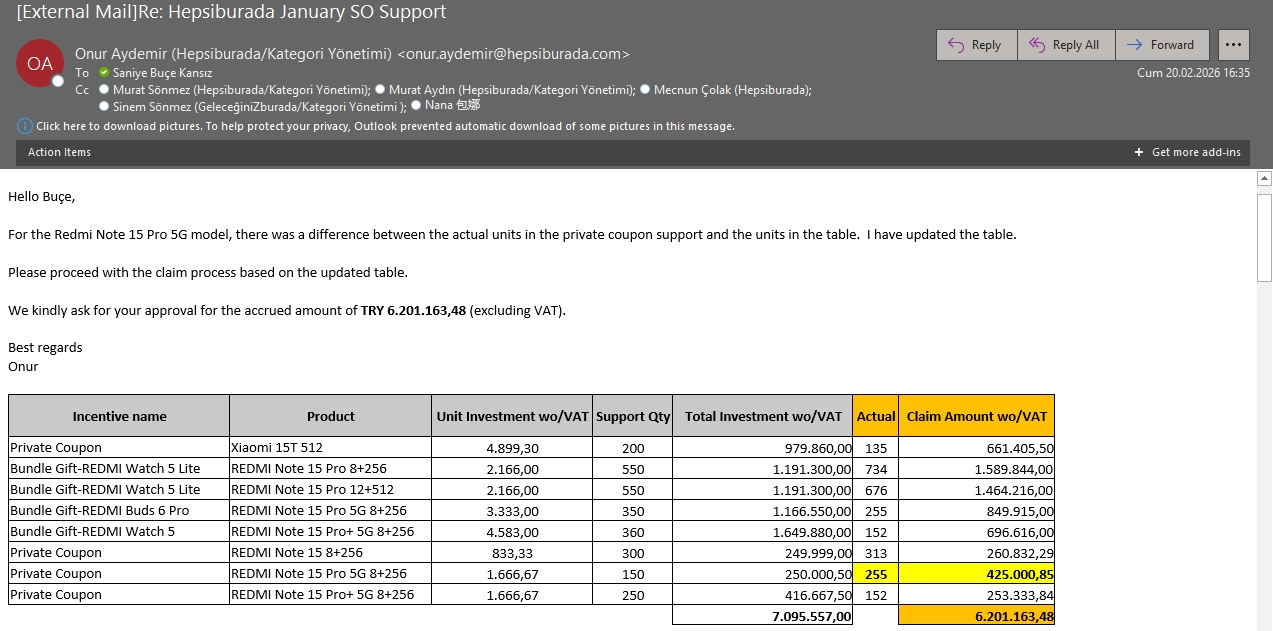 [External Mail]Re: Hepsiburada January SO Support
OA
Onur Aydemir (Hepsiburada/Kategori Yönetimi) <onur.aydemir@hepsiburada.com>
Reply Reply All Forward ...
To Saniye Buçe Kansız
Cum 20.02.2026 16:35
Cc Murat Sönmez (Hepsiburada/Kategori Yönetimi); Murat Aydın (Hepsiburada/Kategori Yönetimi); Mecnun Çolak (Hepsiburada);
Sinem Sönmez (GeleceğiniZburada/Kategori Yönetimi ); Nana 包娜
Click here to download pictures. To help protect your privacy, Outlook prevented automatic download of some pictures in this message.
Action Items + Get more add-ins
Hello Buçe,
For the Redmi Note 15 Pro 5G model, there was a difference between the actual units in the private coupon support and the units in the table. I have updated the table.
Please proceed with the claim process based on the updated table.
We kindly ask for your approval for the accrued amount of TRY 6.201.163,48 (excluding VAT).
Best regards
Onur
Incentive name Product Unit Investment wo/VAT Support Qty Total Investment wo/VAT Actual Claim Amount wo/VAT
Private Coupon Xiaomi 15T 512 4.899,30 200 979.860,00 135 661.405,50
Bundle Gift-REDMI Watch 5 Lite REDMI Note 15 Pro 8+256 2.166,00 550 1.191.300,00 734 1.589.844,00
Bundle Gift-REDMI Watch 5 Lite REDMI Note 15 Pro 12+512 2.166,00 550 1.191.300,00 676 1.464.216,00
Bundle Gift-REDMI Buds 6 Pro REDMI Note 15 Pro 5G 8+256 3.333,00 350 1.166.550,00 255 849.915,00
Bundle Gift-REDMI Watch 5 REDMI Note 15 Pro+ 5G 8+256 4.583,00 360 1.649.880,00 152 696.616,00
Private Coupon REDMI Note 15 8+256 833,33 300 249.999,00 313 260.832,29
Private Coupon REDMI Note 15 Pro 5G 8+256 1.666,67 150 250.000,50 255 425.000,85
Private Coupon REDMI Note 15 Pro+ 5G 8+256 1.666,67 250 416.667,50 152 253.333,84
7.095.557,00 6.201.163,48